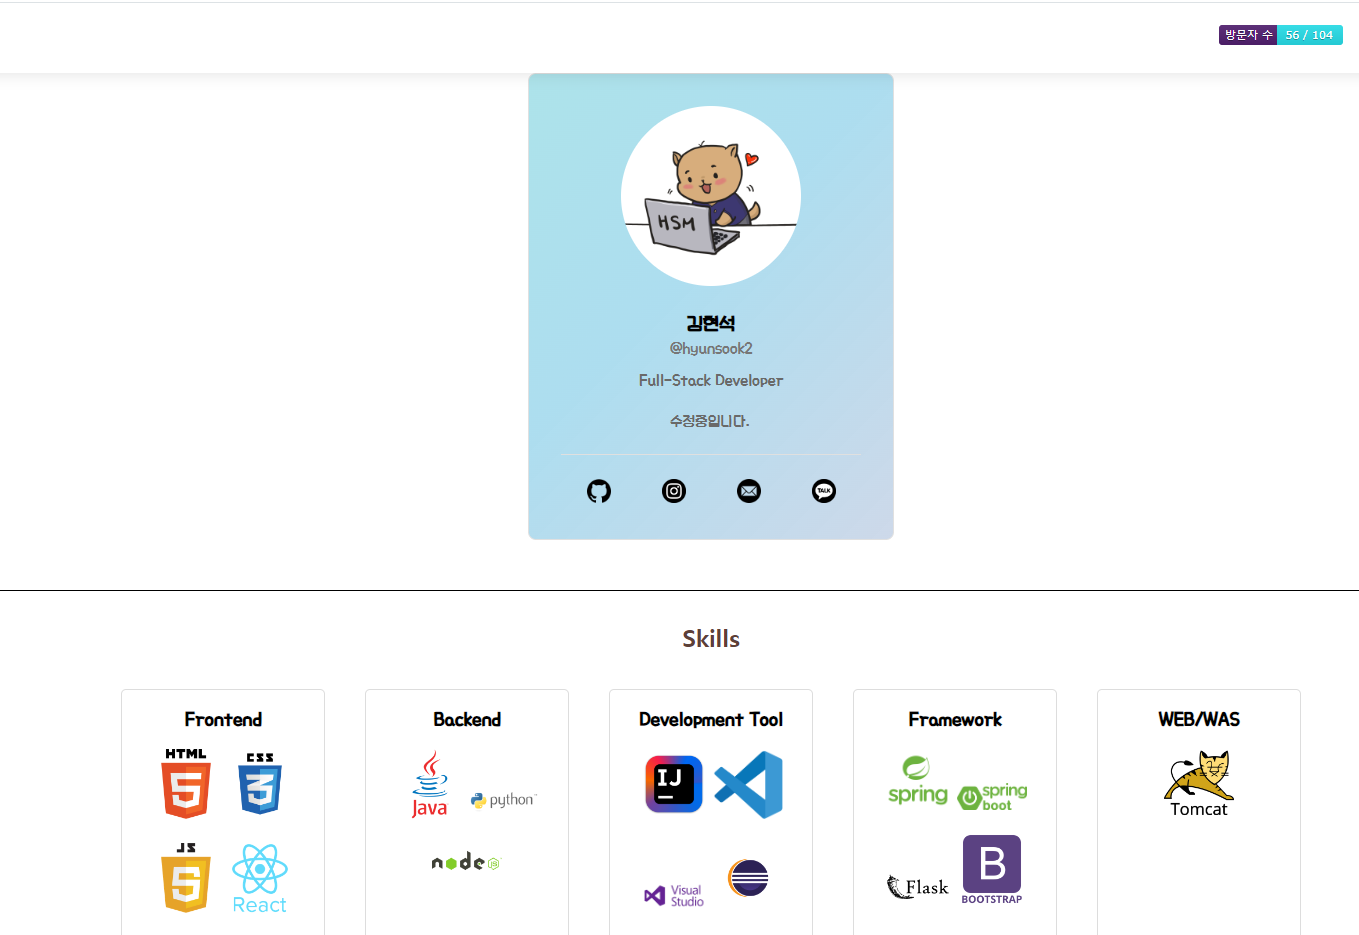 방문자 수 56 / 104
HSM
김현석
@hyunsook2
Full-Stack Developer
수정중입니다.
TALK
Skills
Frontend
HTML
5
CSS
3
JS
5
React
Backend
Java
python™
node
JS
Development Tool
IJ
Visual
Studio
Framework
spring
spring
boot
Flask
B
BOOTSTRAP
WEB/WAS
Tomcat